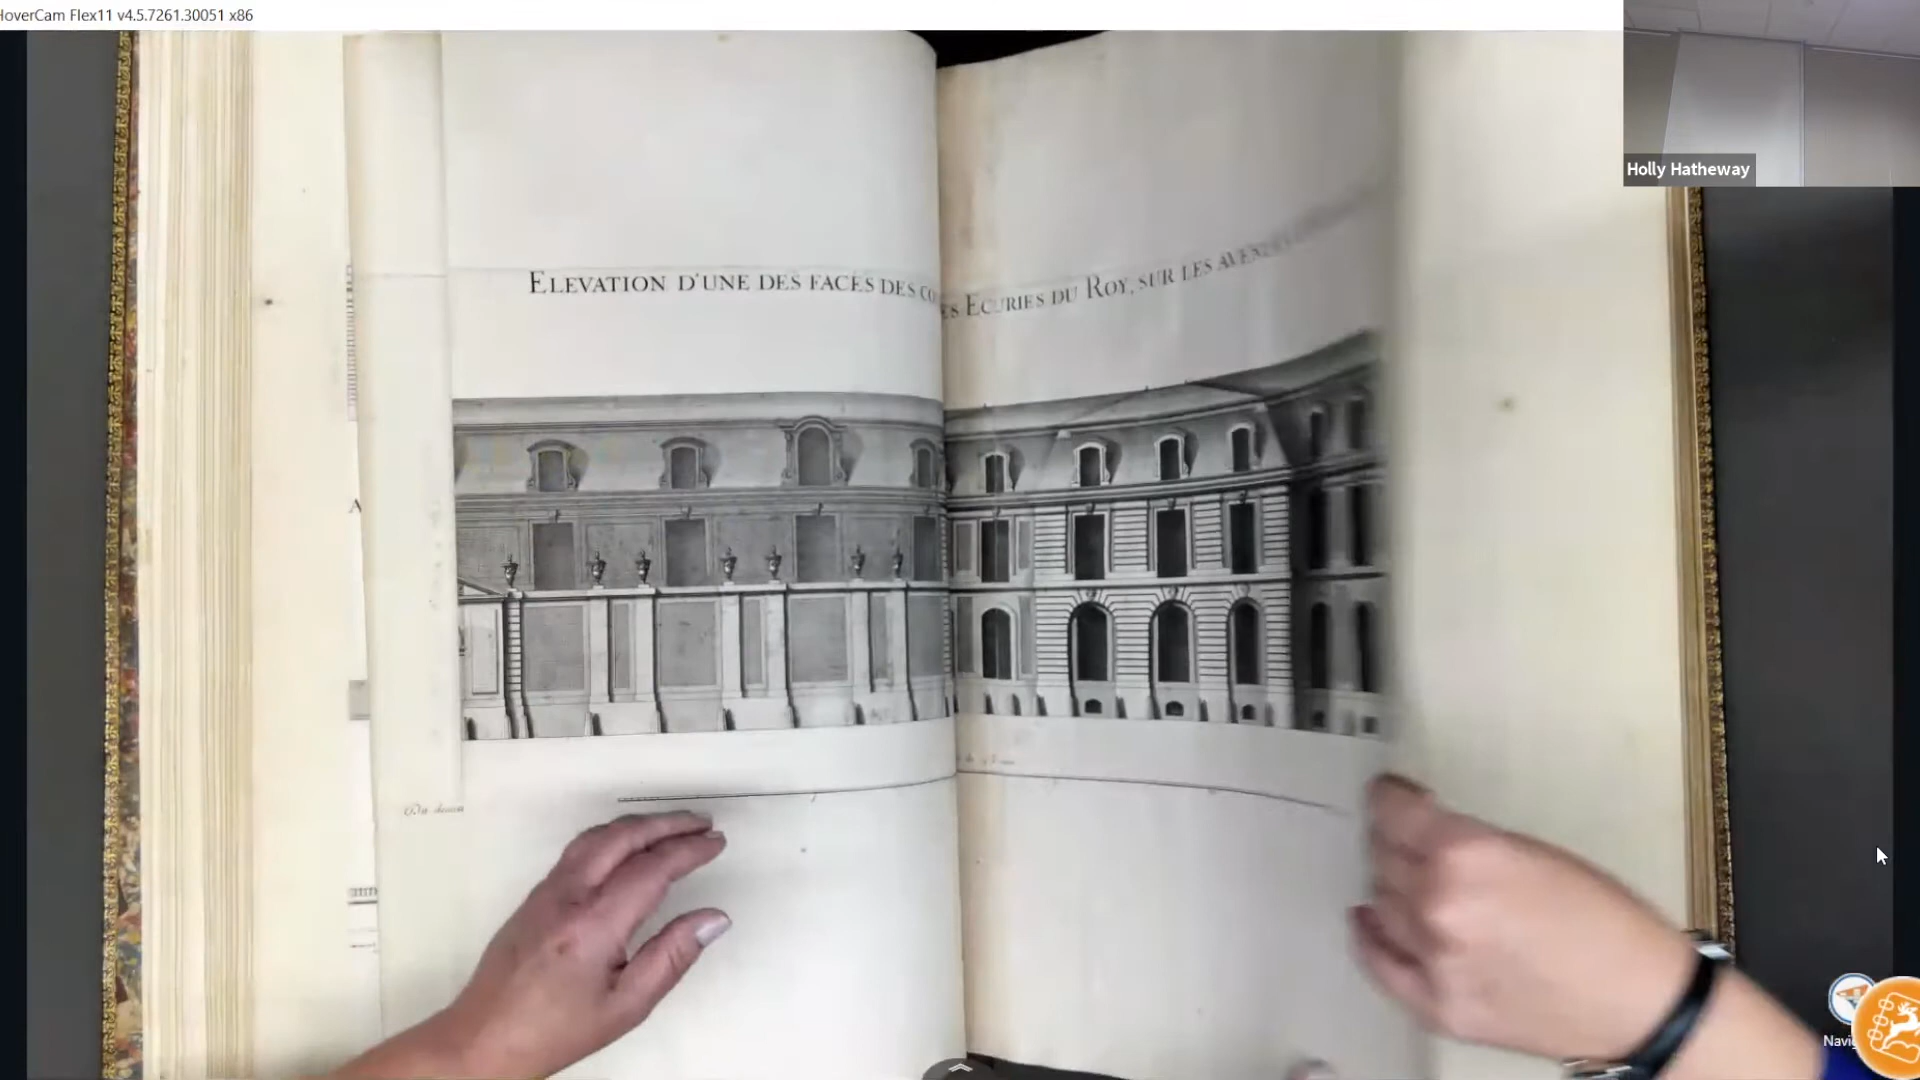 HoverCam Flex11 v4.5.7261.30051 x86
Holly Hatheway
ELEVATION D'UNE DES FACES DES
ECURIES DU ROY, SUR LES
A
Navig